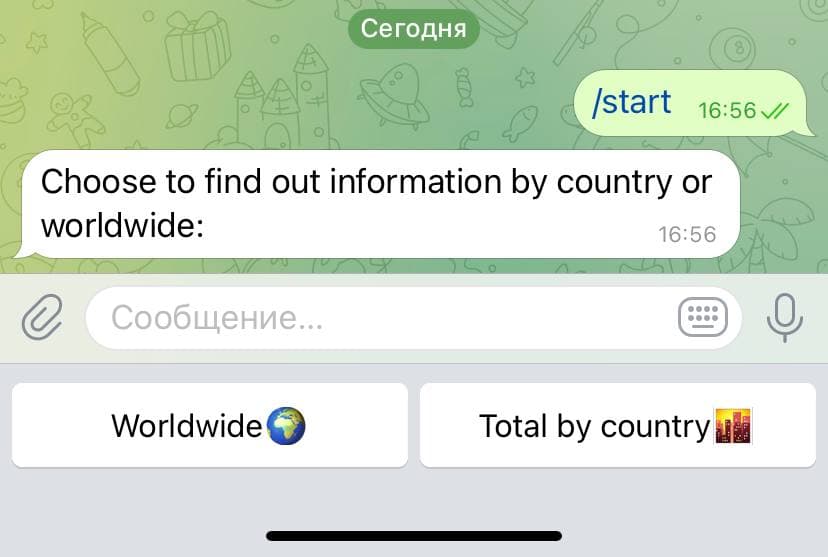 Сегодня
/start 16:56
Choose to find out information by country or
worldwide:
16:56
Сообщение...
Worldwide🌍 Total by country🌇